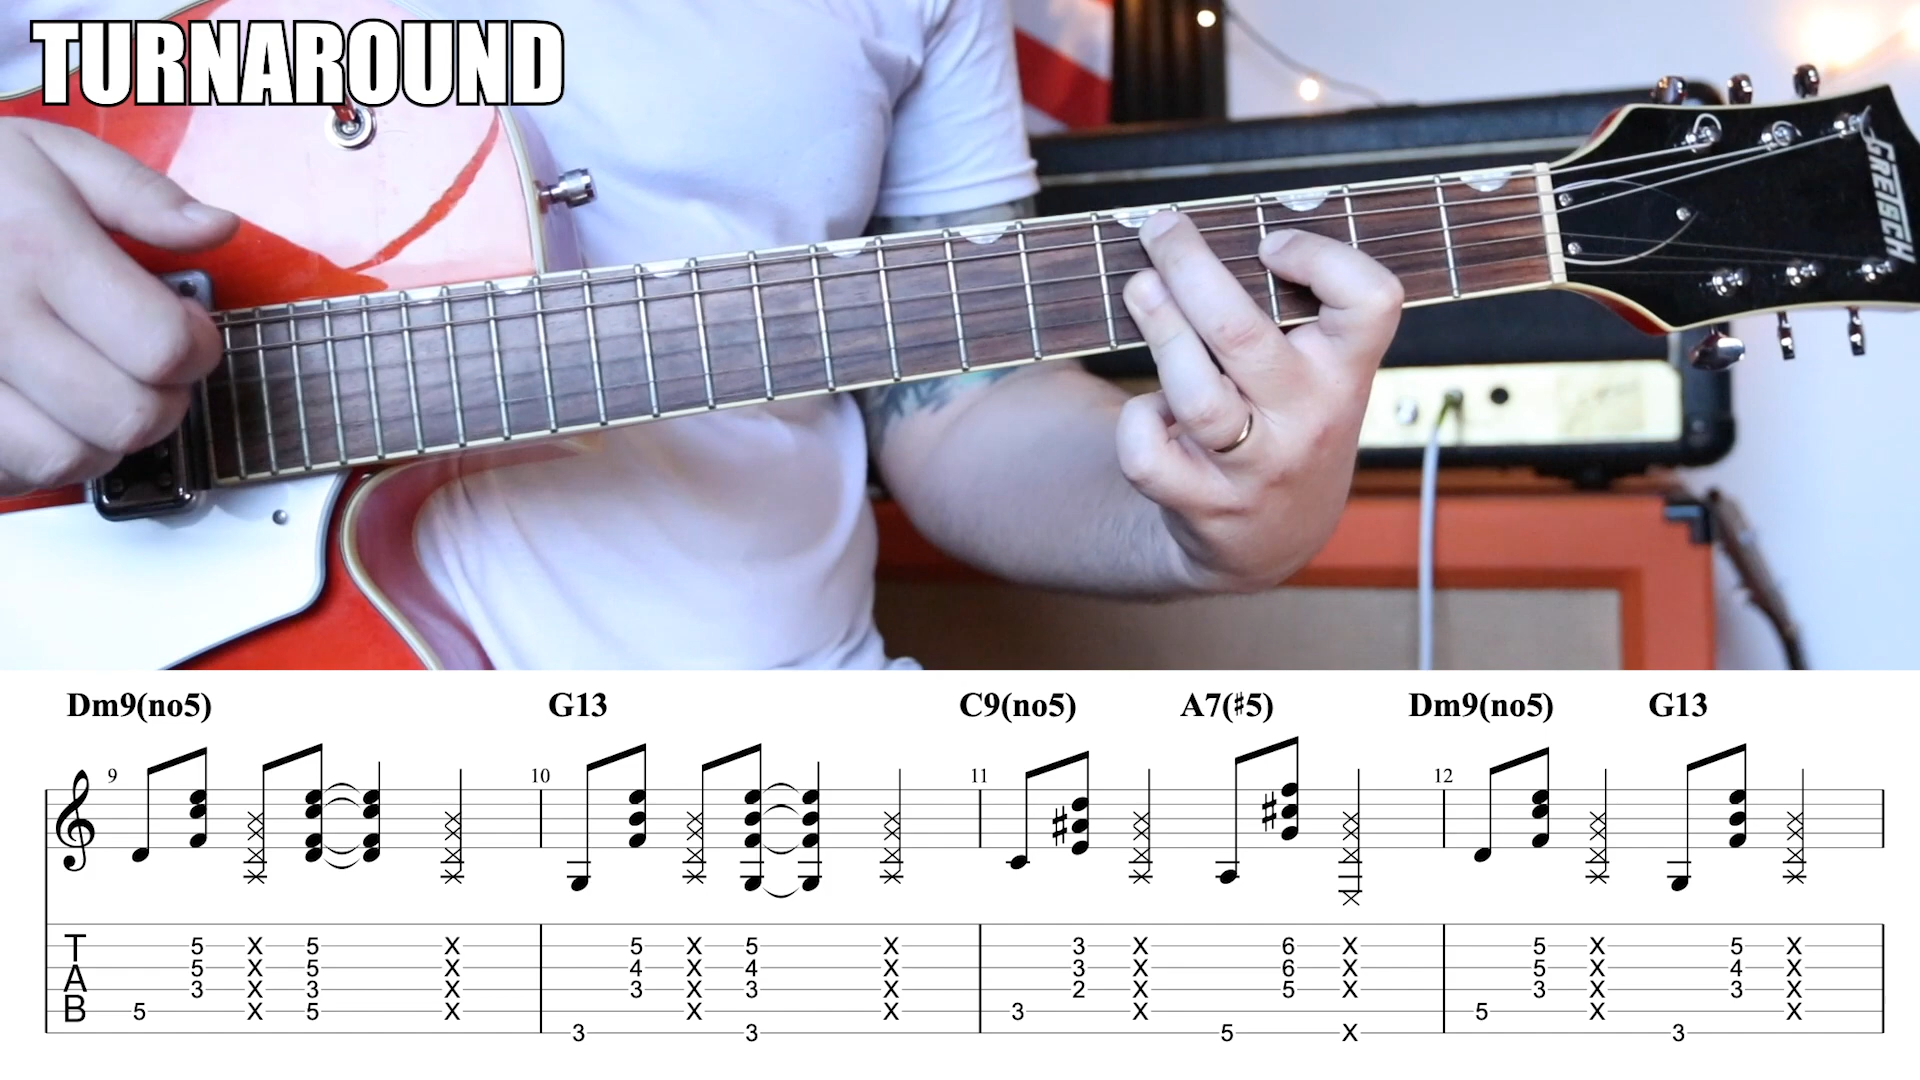 TURNAROUND
GRETSCH
Dm9(no5) G13 C9(no5) A7(♯5) Dm9(no5) G13
9 10 11 12
T 5 X 5 X 5 X 5 X 3 X 6 X 5 X 5 X
A 5 X 5 X 4 X 4 X 3 X 6 X 5 X 4 X
3 X 3 X 3 X 3 X 2 X 5 X 3 X 3 X
B 5 X 5 X X X 3 X 5 X X
3 3 5 X 3